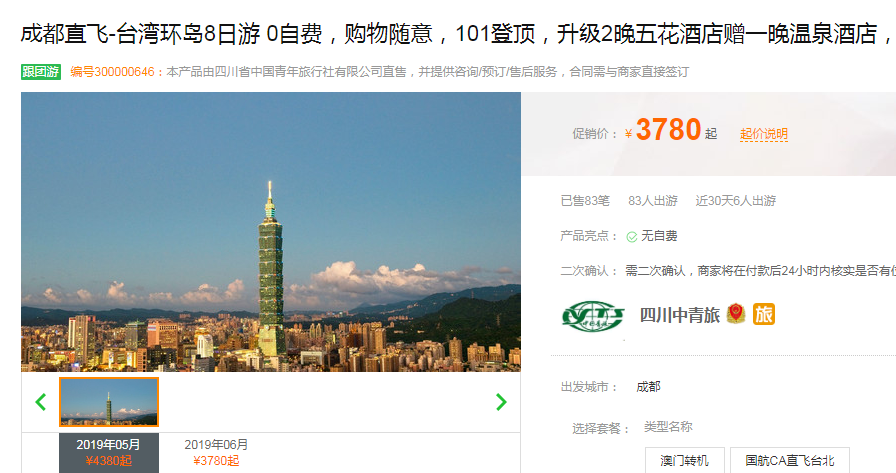 成都直飞-台湾环岛8日游 0自费，购物随意，101登顶，升级2晚五花酒店赠一晚温泉酒店，
跟团游 编号300000646：本产品由四川省中国青年旅行社有限公司直售，并提供咨询/预订/售后服务，合同需与商家直接签订
促销价： ¥3780起 起价说明
已售83笔 83人出游 近30天6人出游
产品亮点： 无自费
二次确认： 需二次确认，商家将在付款后24小时内核实是否有位
四川中青旅 旅
出发城市： 成都
选择套餐： 类型名称
澳门转机 国航CA直飞台北
2019年05月 2019年06月
¥4380起 ¥3780起